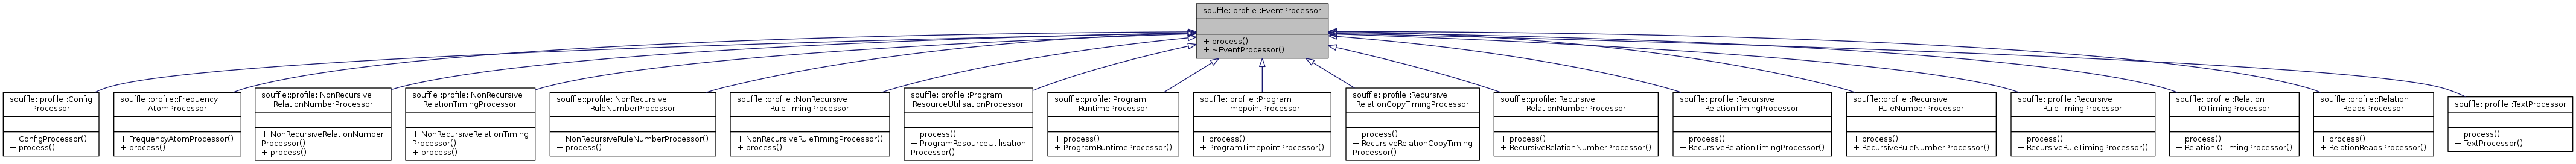 souffle::profile::EventProcessor
+ process()
+ ~EventProcessor()
souffle::profile::Config
Processor
+ ConfigProcessor()
+ process()
souffle::profile::Frequency
AtomProcessor
+ FrequencyAtomProcessor()
+ process()
souffle::profile::NonRecursive
RelationNumberProcessor
+ NonRecursiveRelationNumber
Processor()
+ process()
souffle::profile::NonRecursive
RelationTimingProcessor
+ NonRecursiveRelationTiming
Processor()
+ process()
souffle::profile::NonRecursive
RuleNumberProcessor
+ NonRecursiveRuleNumberProcessor()
+ process()
souffle::profile::NonRecursive
RuleTimingProcessor
+ NonRecursiveRuleTimingProcessor()
+ process()
souffle::profile::Program
ResourceUtilisationProcessor
+ process()
+ ProgramResourceUtilisation
Processor()
souffle::profile::Program
RuntimeProcessor
+ process()
+ ProgramRuntimeProcessor()
souffle::profile::Program
TimepointProcessor
+ process()
+ ProgramTimepointProcessor()
souffle::profile::Recursive
RelationCopyTimingProcessor
+ process()
+ RecursiveRelationCopyTiming
Processor()
souffle::profile::Recursive
RelationNumberProcessor
+ process()
+ RecursiveRelationNumberProcessor()
souffle::profile::Recursive
RelationTimingProcessor
+ process()
+ RecursiveRelationTimingProcessor()
souffle::profile::Recursive
RuleNumberProcessor
+ process()
+ RecursiveRuleNumberProcessor()
souffle::profile::Recursive
RuleTimingProcessor
+ process()
+ RecursiveRuleTimingProcessor()
souffle::profile::Relation
IOTimingProcessor
+ process()
+ RelationIOTimingProcessor()
souffle::profile::Relation
ReadsProcessor
+ process()
+ RelationReadsProcessor()
souffle::profile::TextProcessor
+ process()
+ TextProcessor()